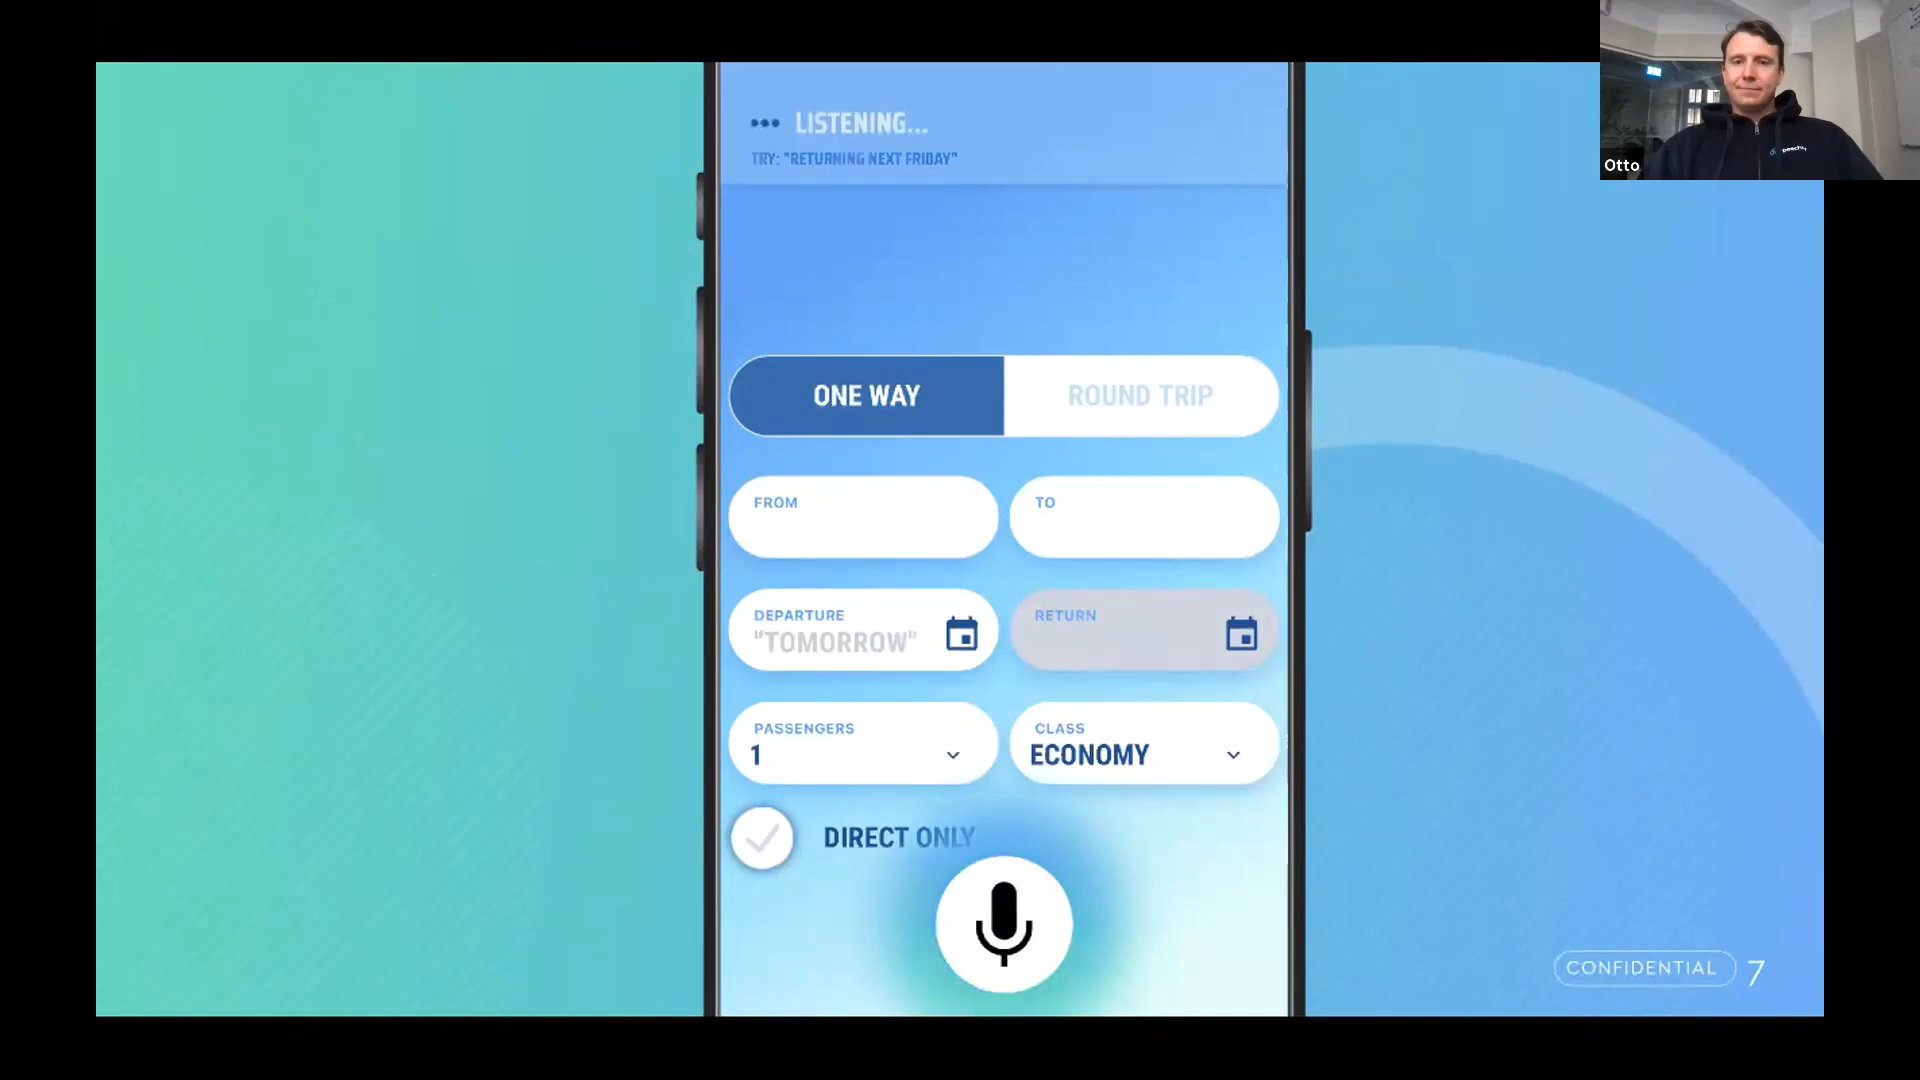 LISTENING...
TRY: "RETURNING NEXT FRIDAY"
Otto
ONE WAY
ROUND TRIP
FROM
TO
DEPARTURE
"TOMORROW"
RETURN
PASSENGERS
1
CLASS
ECONOMY
DIRECT ONLY
CONFIDENTIAL
7